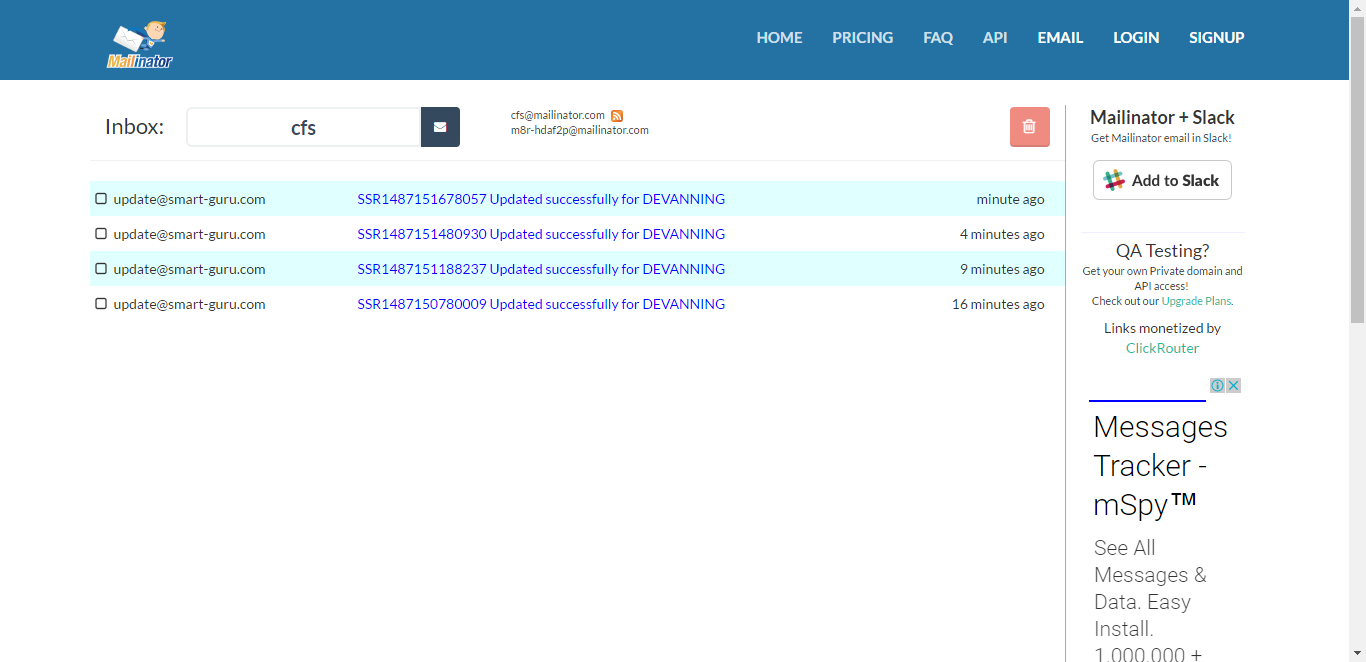 Mailinator
HOME PRICING FAQ API EMAIL LOGIN SIGNUP
Inbox: cfs
cfs@mailinator.com
m8r-hdaf2p@mailinator.com
update@smart-guru.com SSR1487151678057 Updated successfully for DEVANNING minute ago
update@smart-guru.com SSR1487151480930 Updated successfully for DEVANNING 4 minutes ago
update@smart-guru.com SSR1487151188237 Updated successfully for DEVANNING 9 minutes ago
update@smart-guru.com SSR1487150780009 Updated successfully for DEVANNING 16 minutes ago
Mailinator + Slack
Get Mailinator email in Slack!
Add to Slack
QA Testing?
Get your own Private domain and
API access!
Check out our Upgrade Plans.
Links monetized by
ClickRouter
Messages
Tracker -
mSpy™
See All
Messages &
Data. Easy
Install.
1,000,000 +